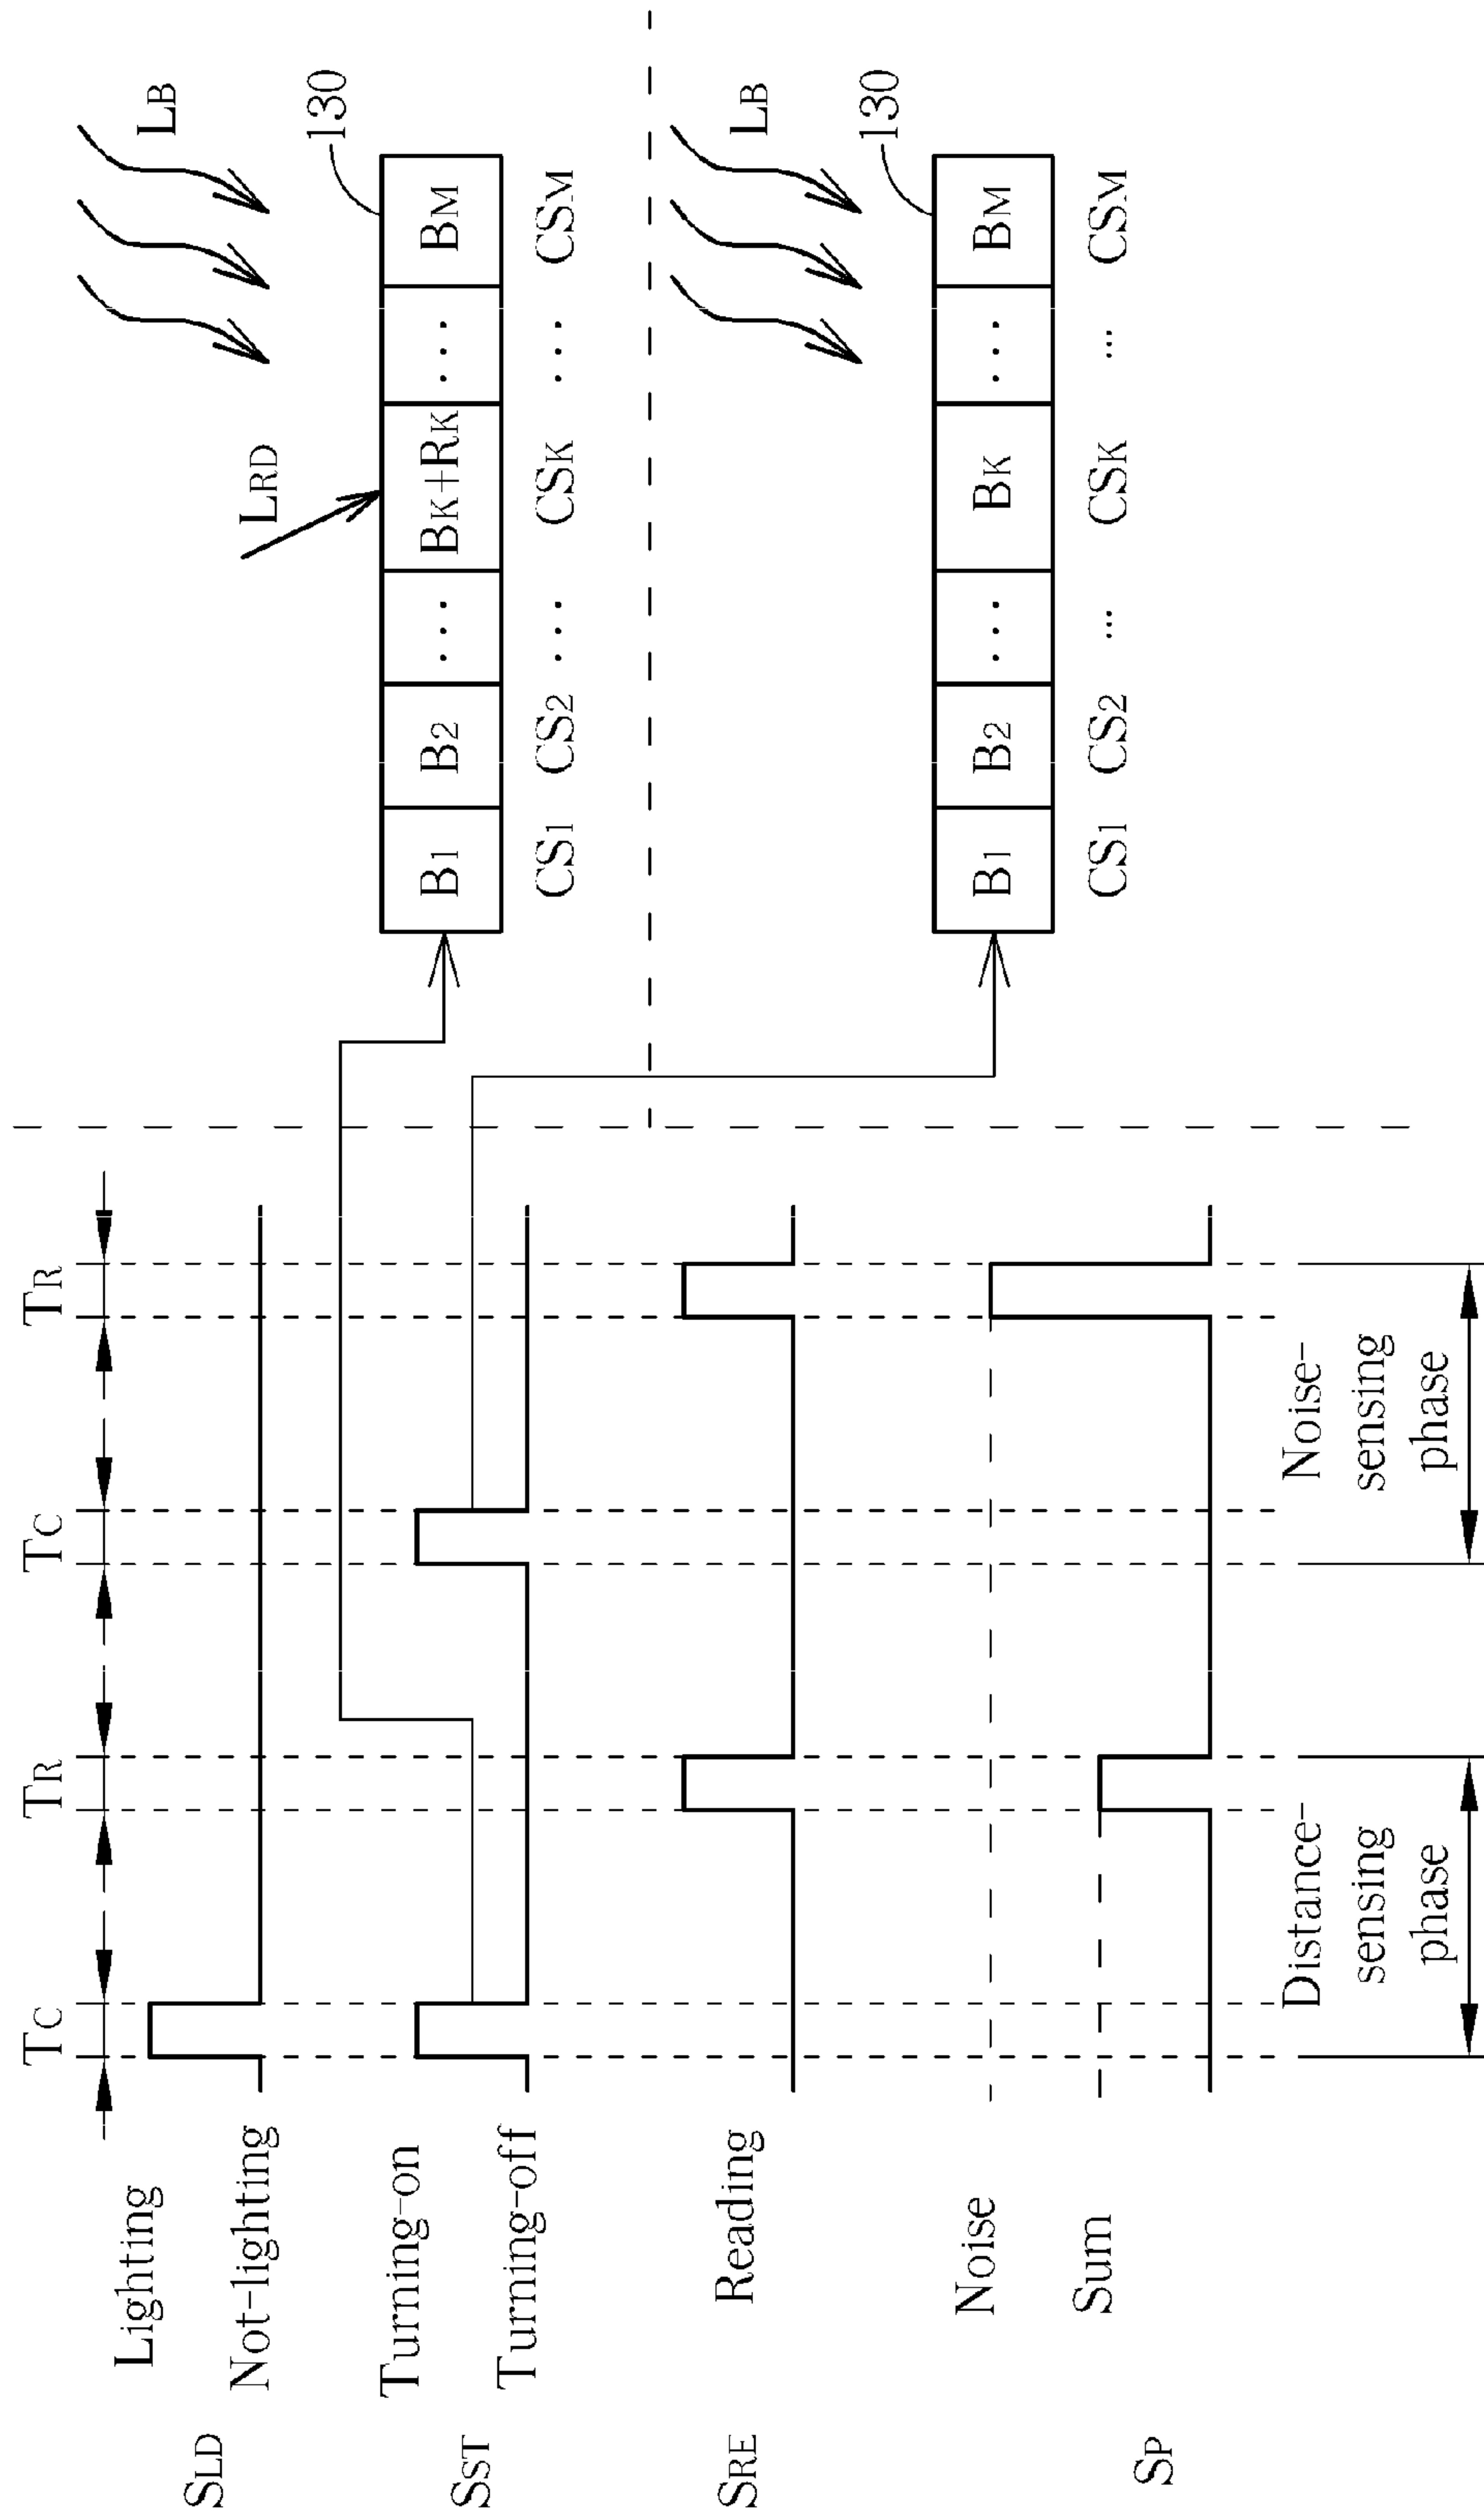 TC TR TC TR
Lighting
Not-lighting
SLD
Turning-on
Turning-off
SST
Reading
SRE
Noise
Sum
SP
Distance-
sensing
phase
Noise-
sensing
phase
LB
LRD
130
B1 B2 ... BK+RK ... BM
CS1 CS2 ... CSK ... CSM
LB
130
B1 B2 ... BK ... BM
CS1 CS2 ... CSK ... CSM